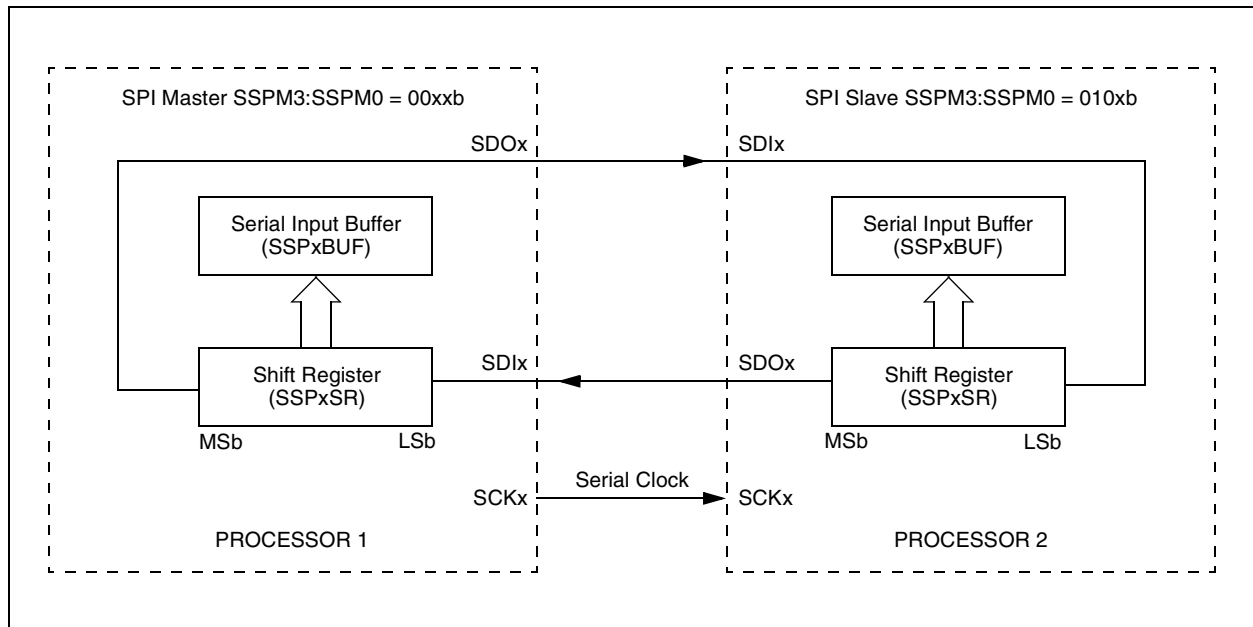 SPI Master SSPM3:SSPM0 = 00xxb
SPI Slave SSPM3:SSPM0 = 010xb
SDOx
SDIx
Serial Input Buffer
(SSPxBUF)
Serial Input Buffer
(SSPxBUF)
SDIx
SDOx
Shift Register
(SSPxSR)
Shift Register
(SSPxSR)
MSb
LSb
MSb
LSb
Serial Clock
SCKx
SCKx
PROCESSOR 1
PROCESSOR 2